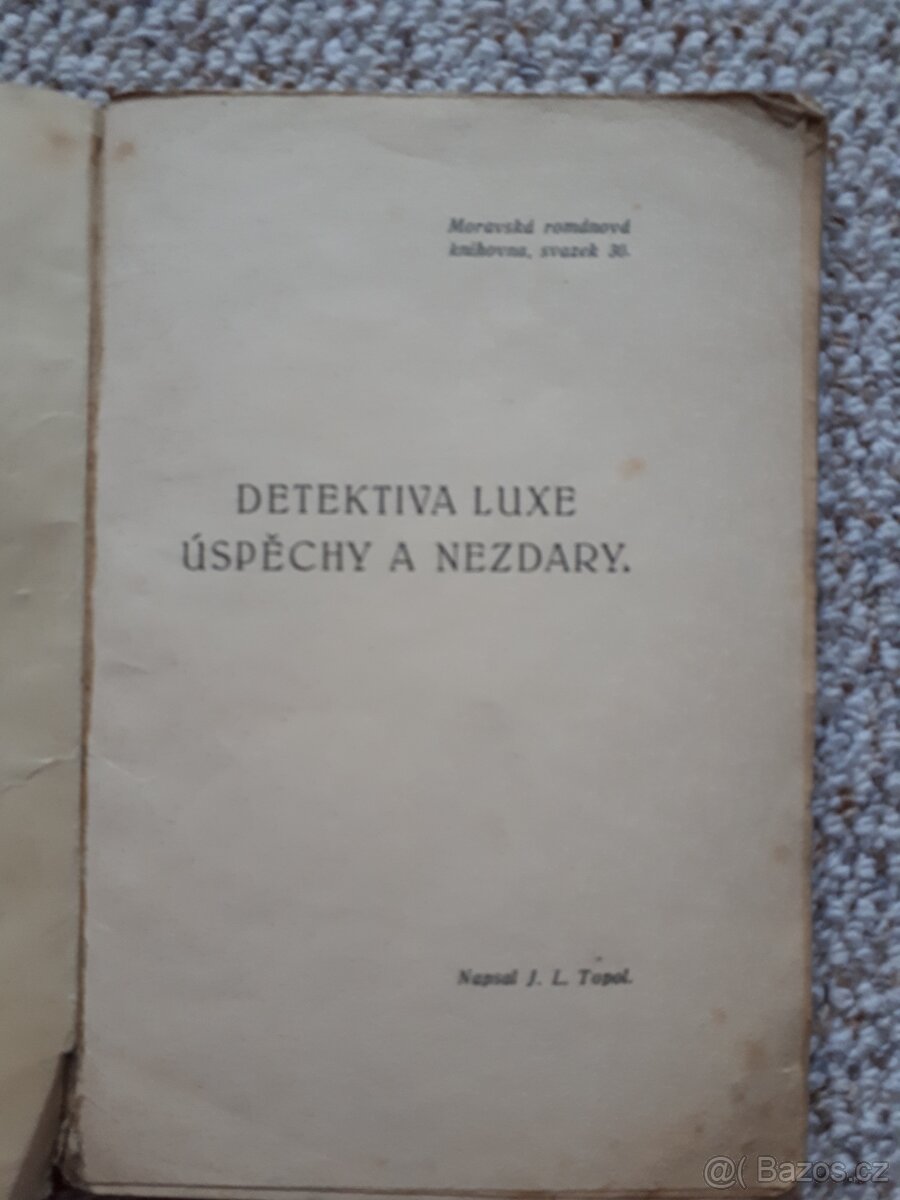 Moravská románová
knihovna, svazek 30.
DETEKTIVA LUXE
ÚSPĚCHY A NEZDARY.
Napsal J. L. Topol.
@( Bazos.cz